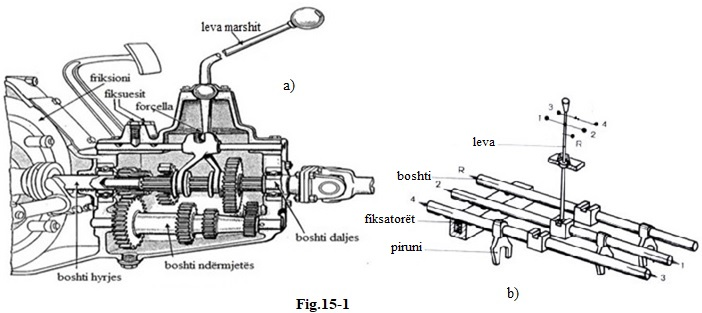 leva marshit
friksioni
fiksuesit
forçella
a)
boshti daljes
boshti ndërmjetës
boshti hyrjes
3
4
1
2
R
leva
boshti
R
2
fiksatorët
4
piruni
1
3
b)
Fig.15-1